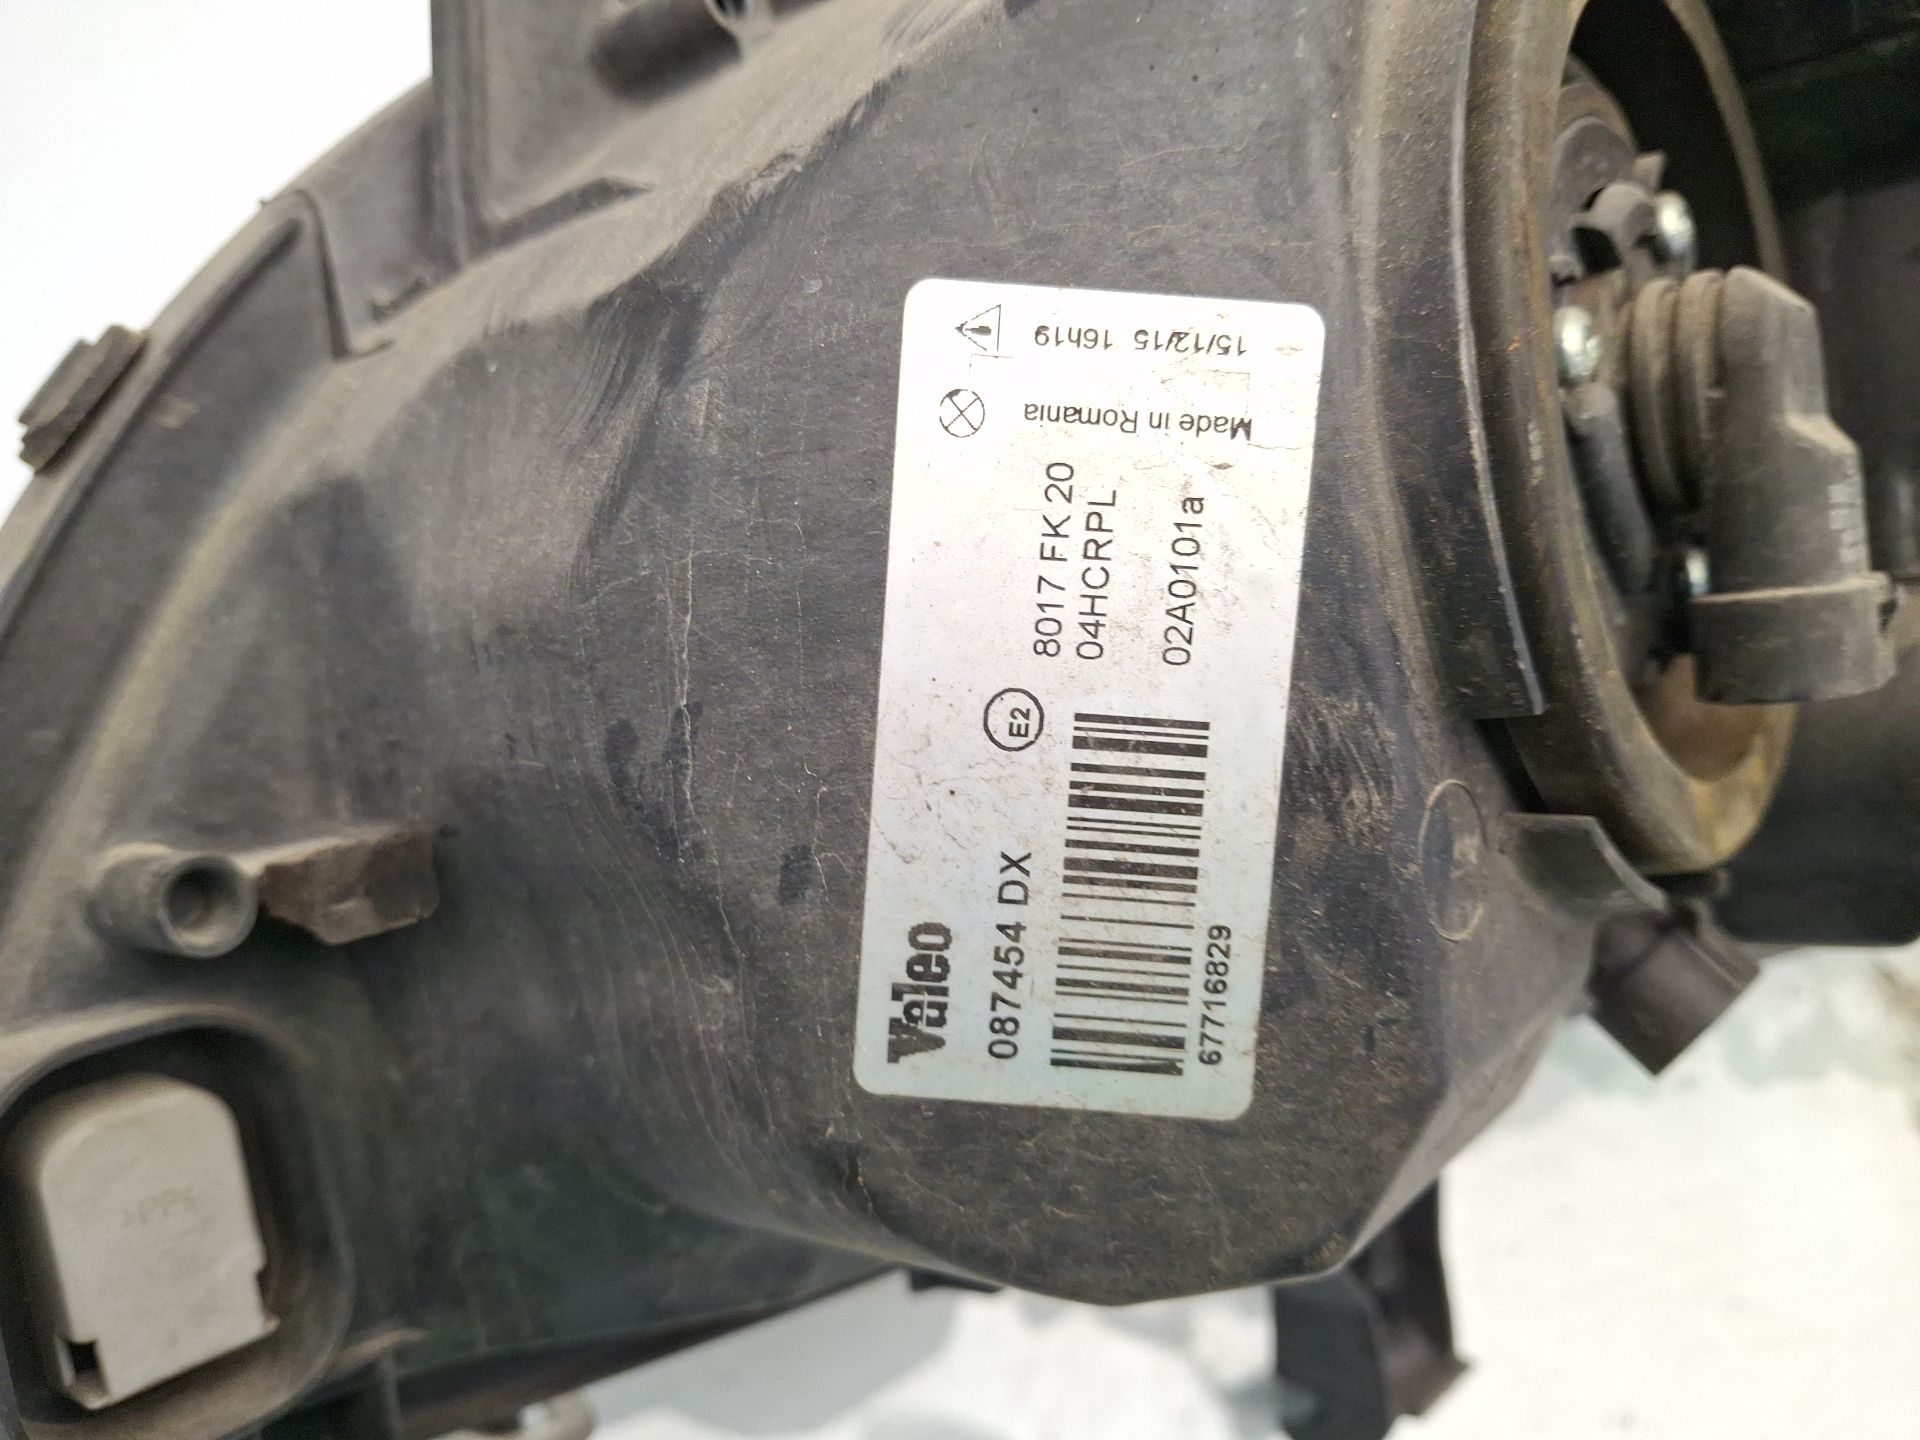 Valeo
087454 DX
E2
67716829
8017 FK 20
04HCRPL
02A0101a
Made in Romania
15/12/15 16h19